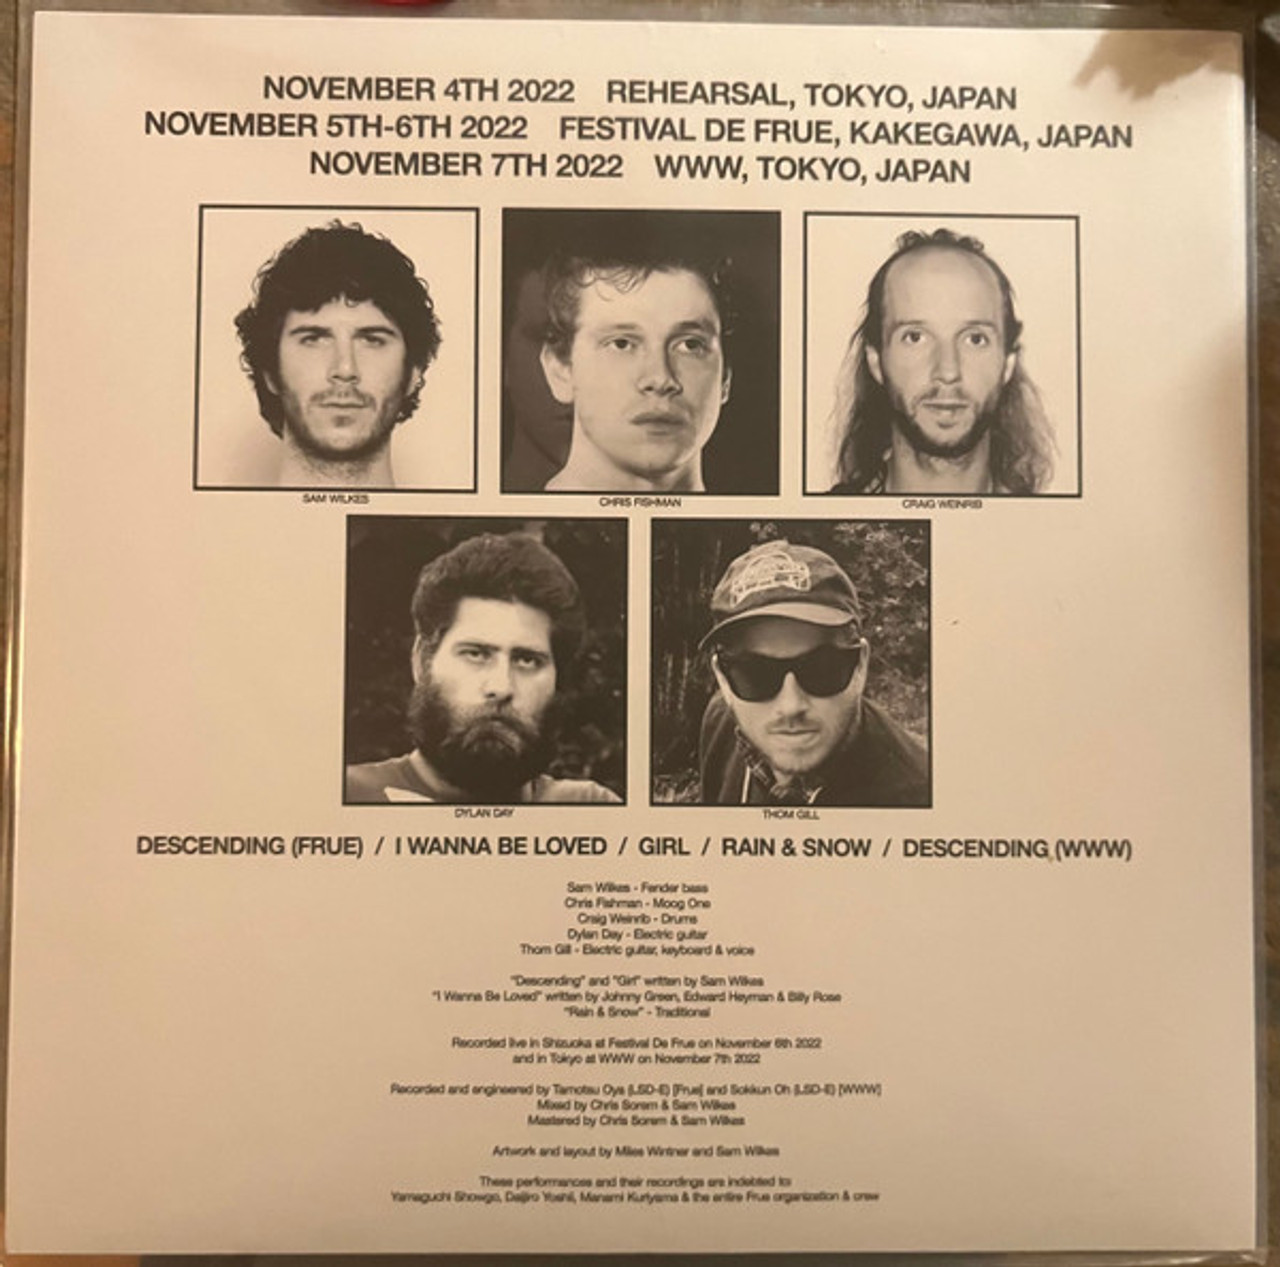 NOVEMBER 4TH 2022 REHEARSAL, TOKYO, JAPAN
NOVEMBER 5TH-6TH 2022 FESTIVAL DE FRUE, KAKEGAWA, JAPAN
NOVEMBER 7TH 2022 WWW, TOKYO, JAPAN
SAM WILKES
CHRIS FISHMAN
CRAIG WEINRIB
DYLAN DAY
THOM GILL
DESCENDING (FRUE) / I WANNA BE LOVED / GIRL / RAIN & SNOW / DESCENDING (WWW)
Sam Wilkes - Fender bass
Chris Fishman - Moog One
Craig Weinrib - Drums
Dylan Day - Electric guitar
Thom Gill - Electric guitar, keyboard & voice
"Descending" and "Girl" written by Sam Wilkes
"I Wanna Be Loved" written by Johnny Green, Edward Heyman & Billy Rose
"Rain & Snow" - Traditional
Recorded live in Shizuoka at Festival De Frue on November 6th 2022
and in Tokyo at WWW on November 7th 2022
Recorded and engineered by Tamotsu Oya (LSD-E) [Frue] and Sokkun Oh (LSD-E) [WWW]
Mixed by Chris Sorem & Sam Wilkes
Mastered by Chris Sorem & Sam Wilkes
Artwork and layout by Miles Wintner and Sam Wilkes
These performances and their recordings are indebted to:
Yamaguchi Showgo, Daijiro Yoshii, Manami Kuriyama & the entire Frue organization & crew